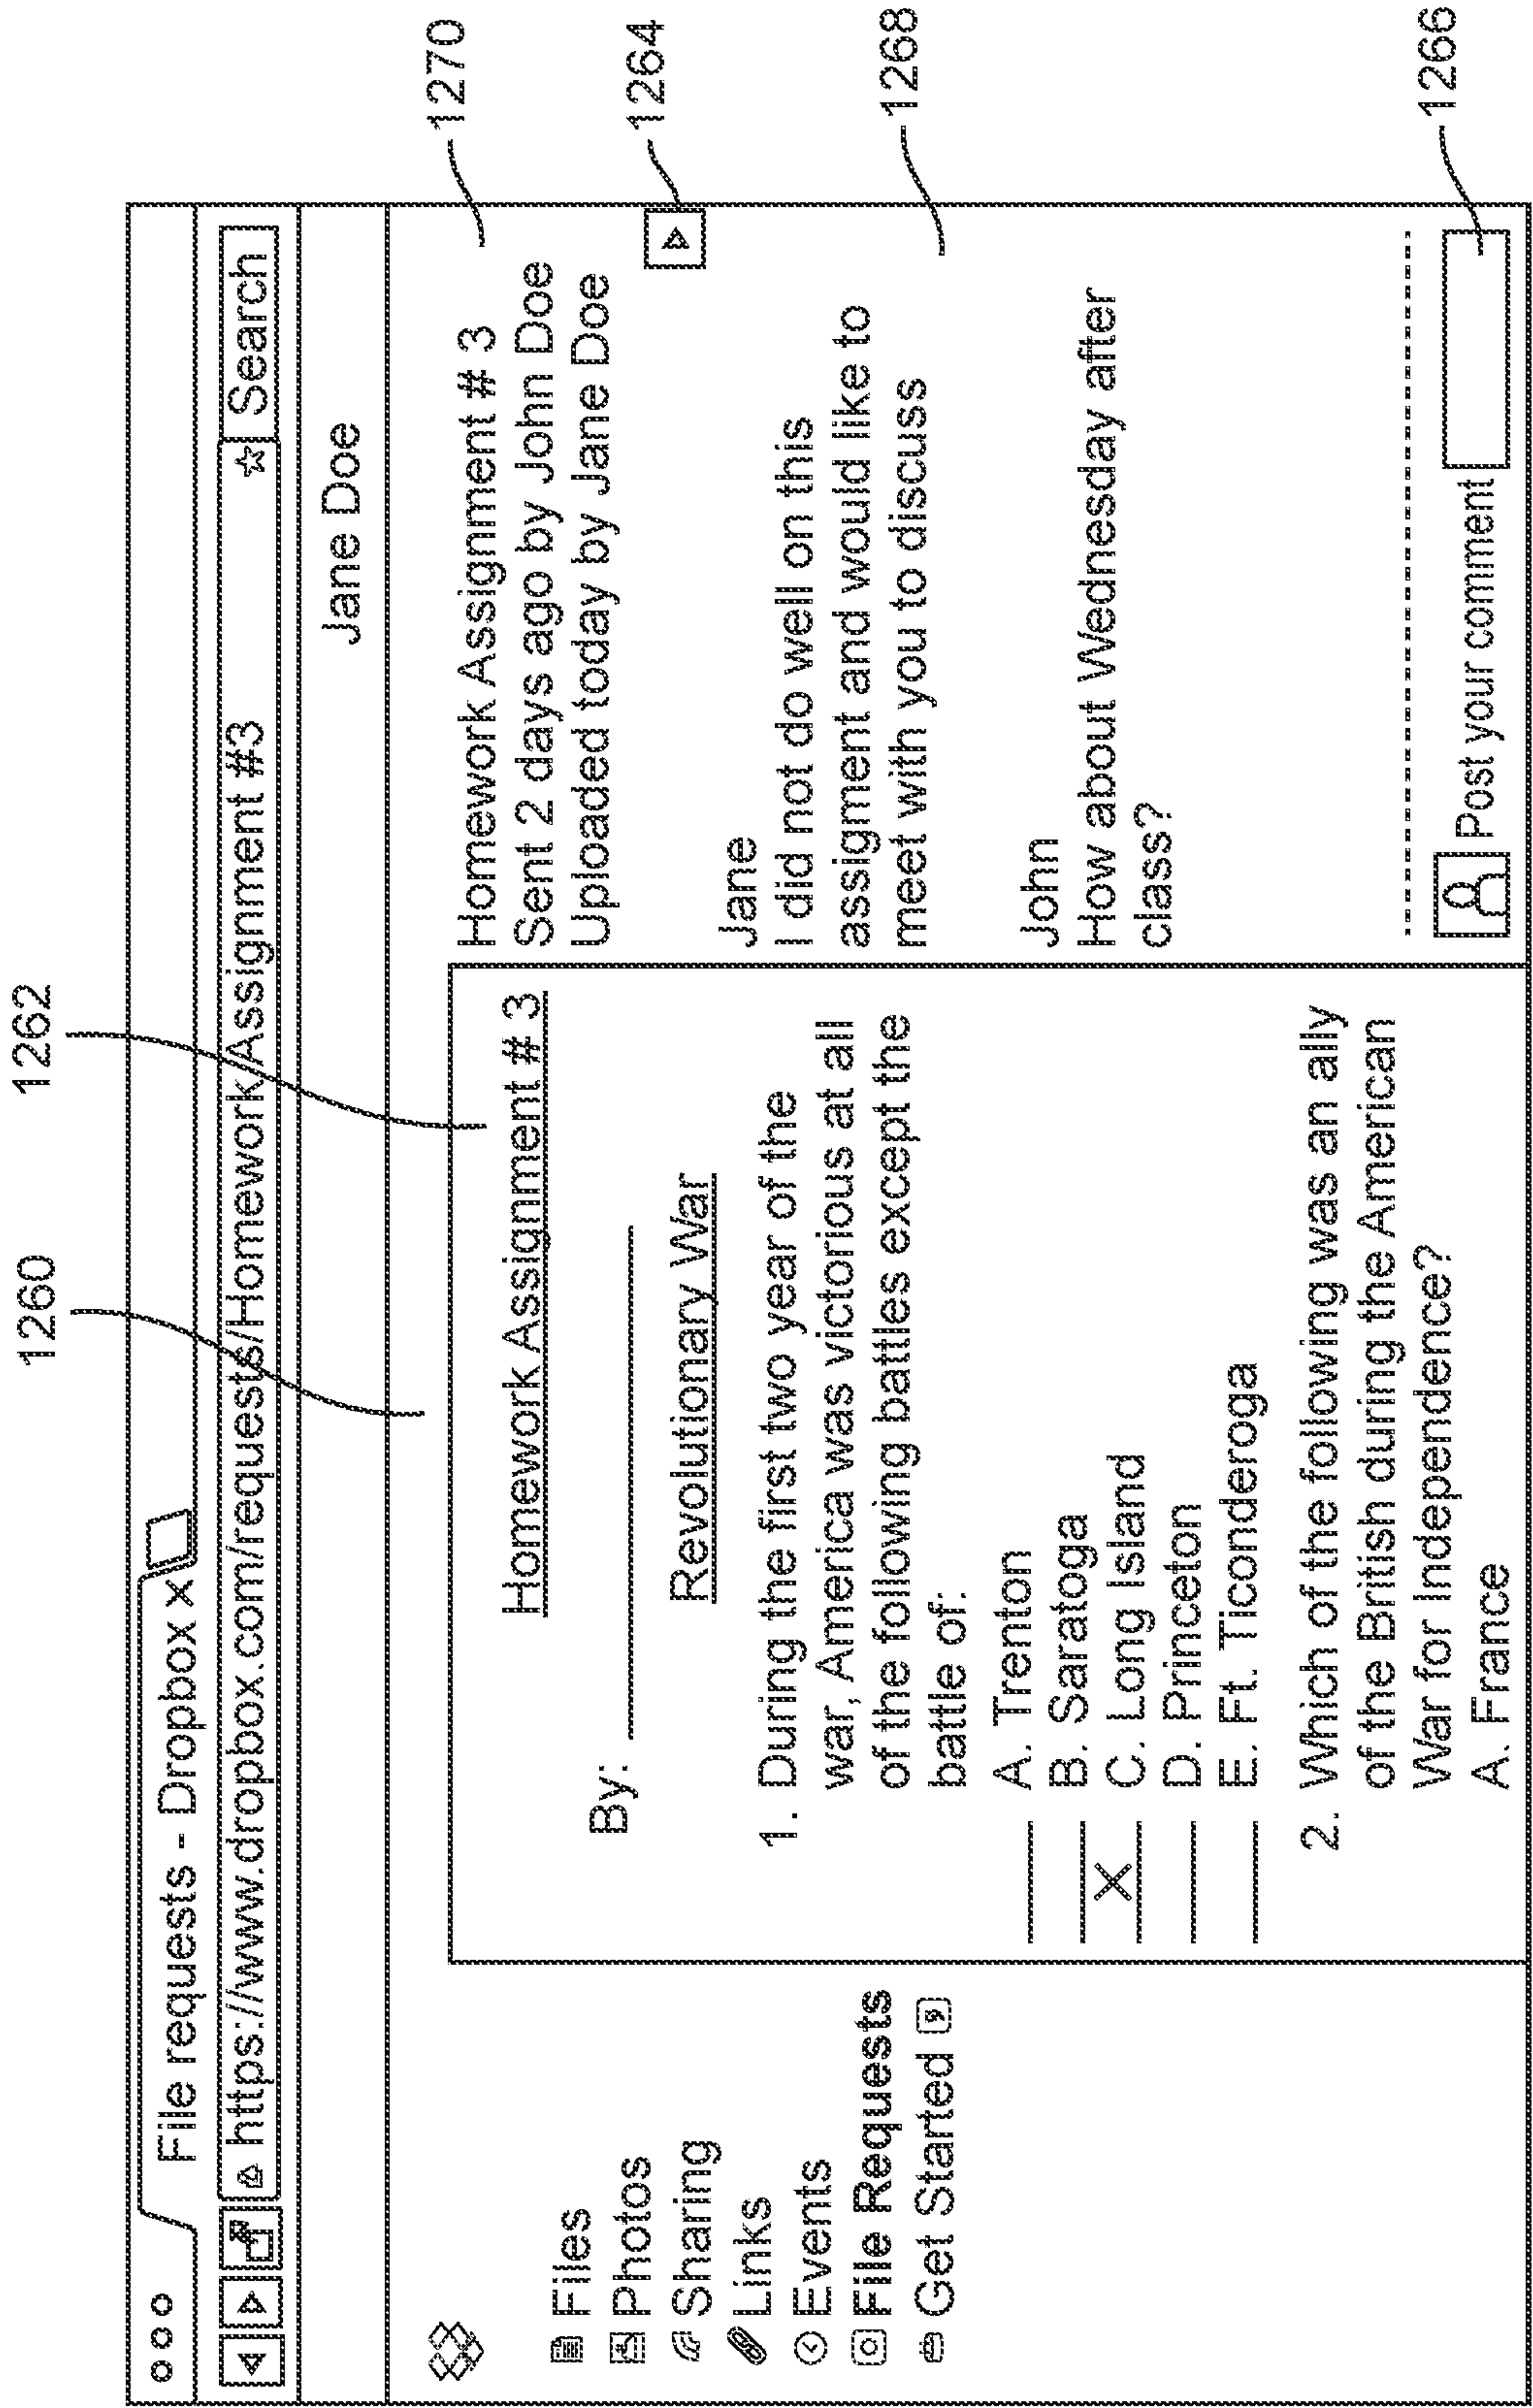 1260
1262
File requests - Dropbox x
https://www.dropbox.com/requests/Homework/Assignment #3
Search
Jane Doe
Files
Photos
Sharing
Links
Events
File Requests
Get Started
Homework Assignment # 3
By:
Revolutionary War
1. During the first two year of the
war, America was victorious at all
of the following battles except the
battle of:
A. Trenton
B. Saratoga
X C. Long Island
D. Princeton
E. Ft. Ticonderoga
2. Which of the following was an ally
of the British during the American
War for Independence?
A. France
Homework Assignment # 3
Sent 2 days ago by John Doe
Uploaded today by Jane Doe
Jane
I did not do well on this
assigment and would like to
meet with you to discuss
John
How about Wednesday after
class?
Post your comment
1270
1264
1268
1266